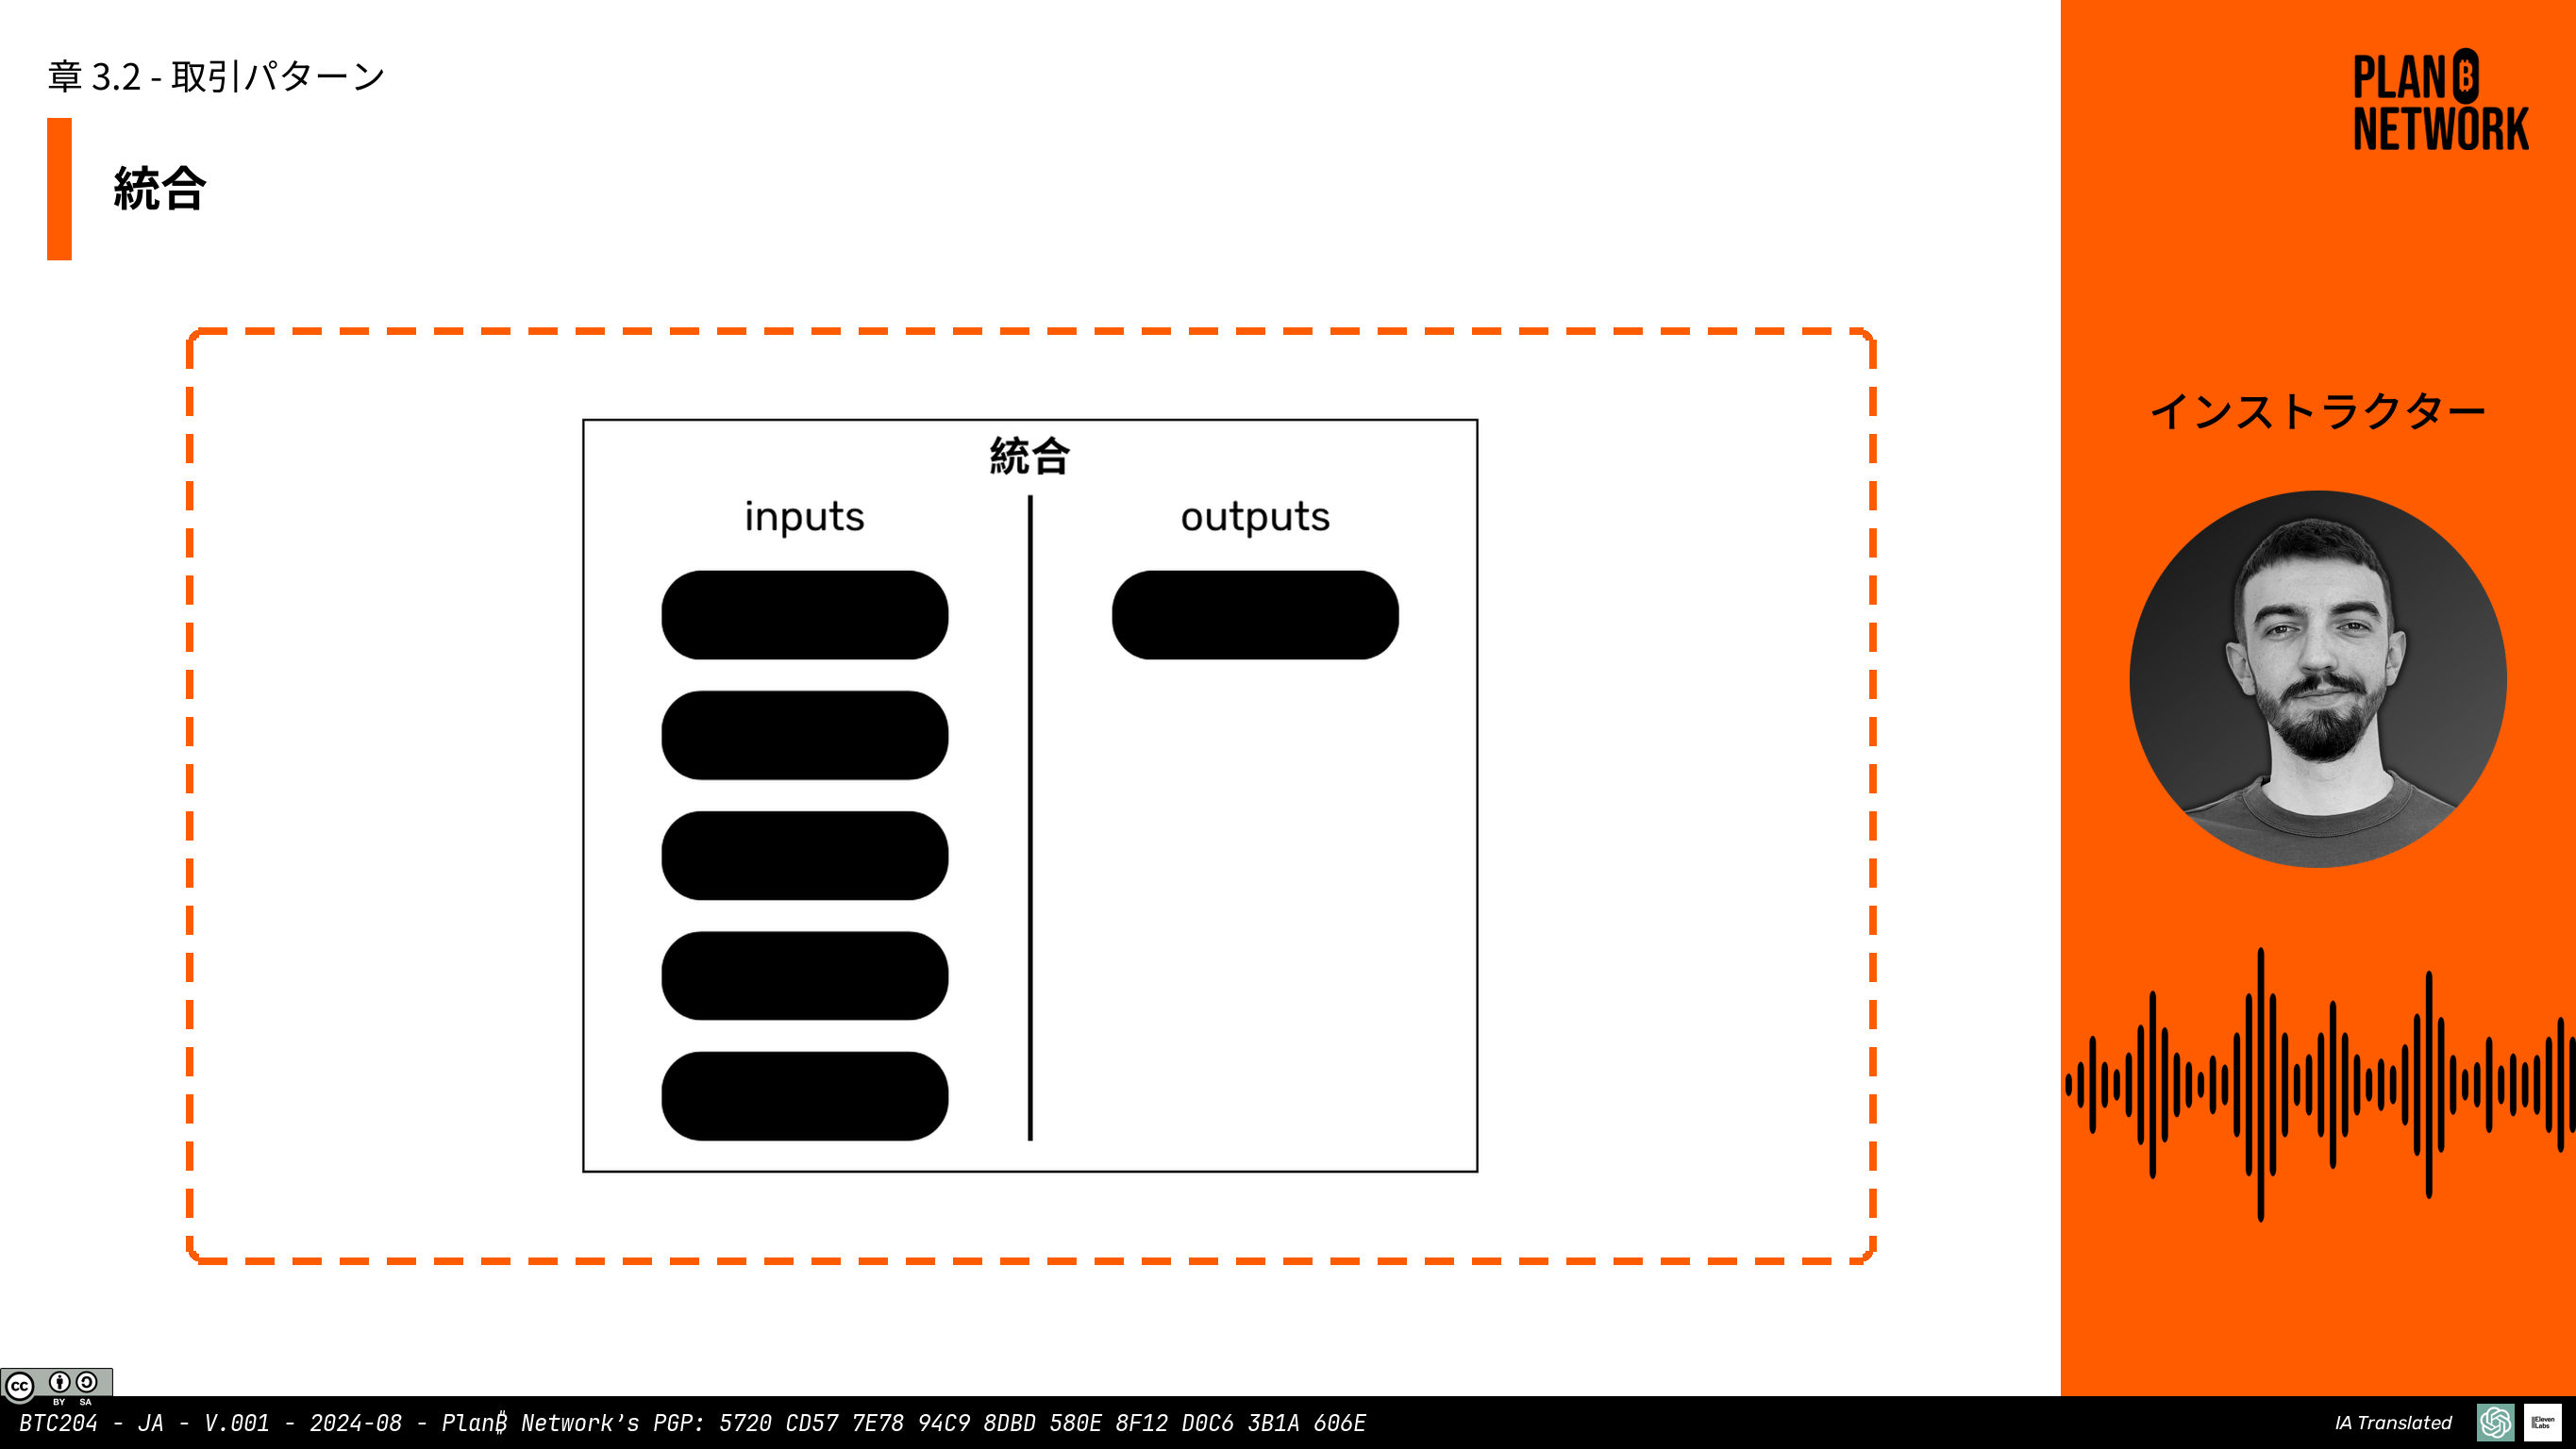 章 3.2 - 取引パターン
統合
統合
inputs
outputs
PLAN ₿
NETWORK
インストラクター
CC BY SA
BTC204 - JA - V.001 - 2024-08 - Plan₿ Network's PGP: 5720 CD57 7E78 94C9 8DBD 580E 8F12 D0C6 3B1A 606E
IA Translated
ElevenLabs